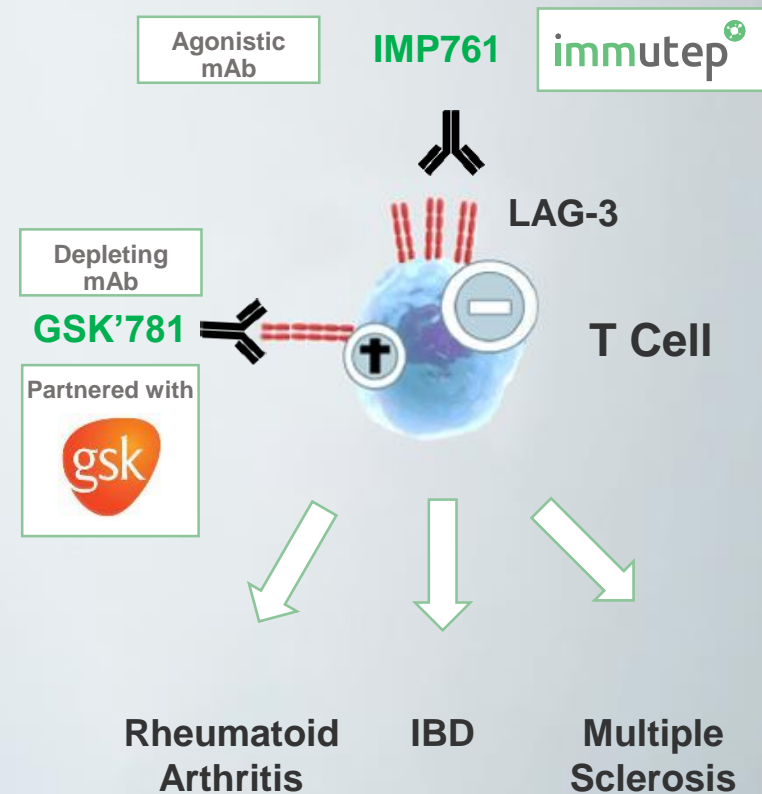 Agonistic
mAb
IMP761
immutep
LAG-3
Depleting
mAb
GSK’781
T Cell
Partnered with
gsk
Rheumatoid
Arthritis
IBD
Multiple
Sclerosis